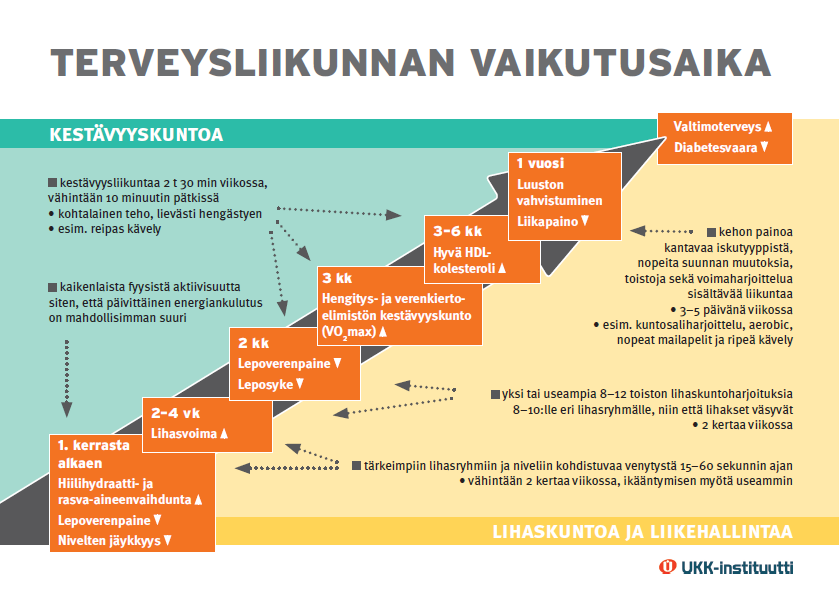 TERVEYSLIIKUNNAN VAIKUTUSAIKA
KESTÄVYYSKUNTOA
■ kestävyysliikuntaa 2 t 30 min viikossa,
vähintään 10 minuutin pätkissä
• kohtalainen teho, lievästi hengästyen
• esim. reipas kävely
■ kaikenlaista fyysistä aktiivisuutta
siten, että päivittäinen energiankulutus
on mahdollisimman suuri
Valtimoterveys ▲
Diabetesvaara ▼
1 vuosi
Luuston
vahvistuminen
Liikapaino ▼
3–6 kk
Hyvä HDL-
kolesteroli ▲
3 kk
Hengitys- ja verenkierto-
elimistön kestävyyskunto
(VO₂max) ▲
2 kk
Lepoverenpaine ▼
Leposyke ▼
2–4 vk
Lihasvoima ▲
1. kerrasta
alkaen
Hiilihydraatti- ja
rasva-aineenvaihdunta ▲
Lepoverenpaine ▼
Nivelten jäykkyys ▼
■ kehon painoa
kantavaa iskutyyppistä,
nopeita suunnan muutoksia,
toistoja sekä voimaharjoittelua
sisältävää liikuntaa
• 3–5 päivänä viikossa
• esim. kuntosaliharjoittelu, aerobic,
nopeat mailapelit ja ripeä kävely
■ yksi tai useampia 8–12 toiston lihaskuntoharjoituksia
8–10:lle eri lihasryhmälle, niin että lihakset väsyvät
• 2 kertaa viikossa
■ tärkeimpiin lihasryhmiin ja niveliin kohdistuvaa venytystä 15–60 sekunnin ajan
• vähintään 2 kertaa viikossa, ikääntymisen myötä useammin
LIHASKUNTOA JA LIIKEHALLINTAA
UKK-instituutti